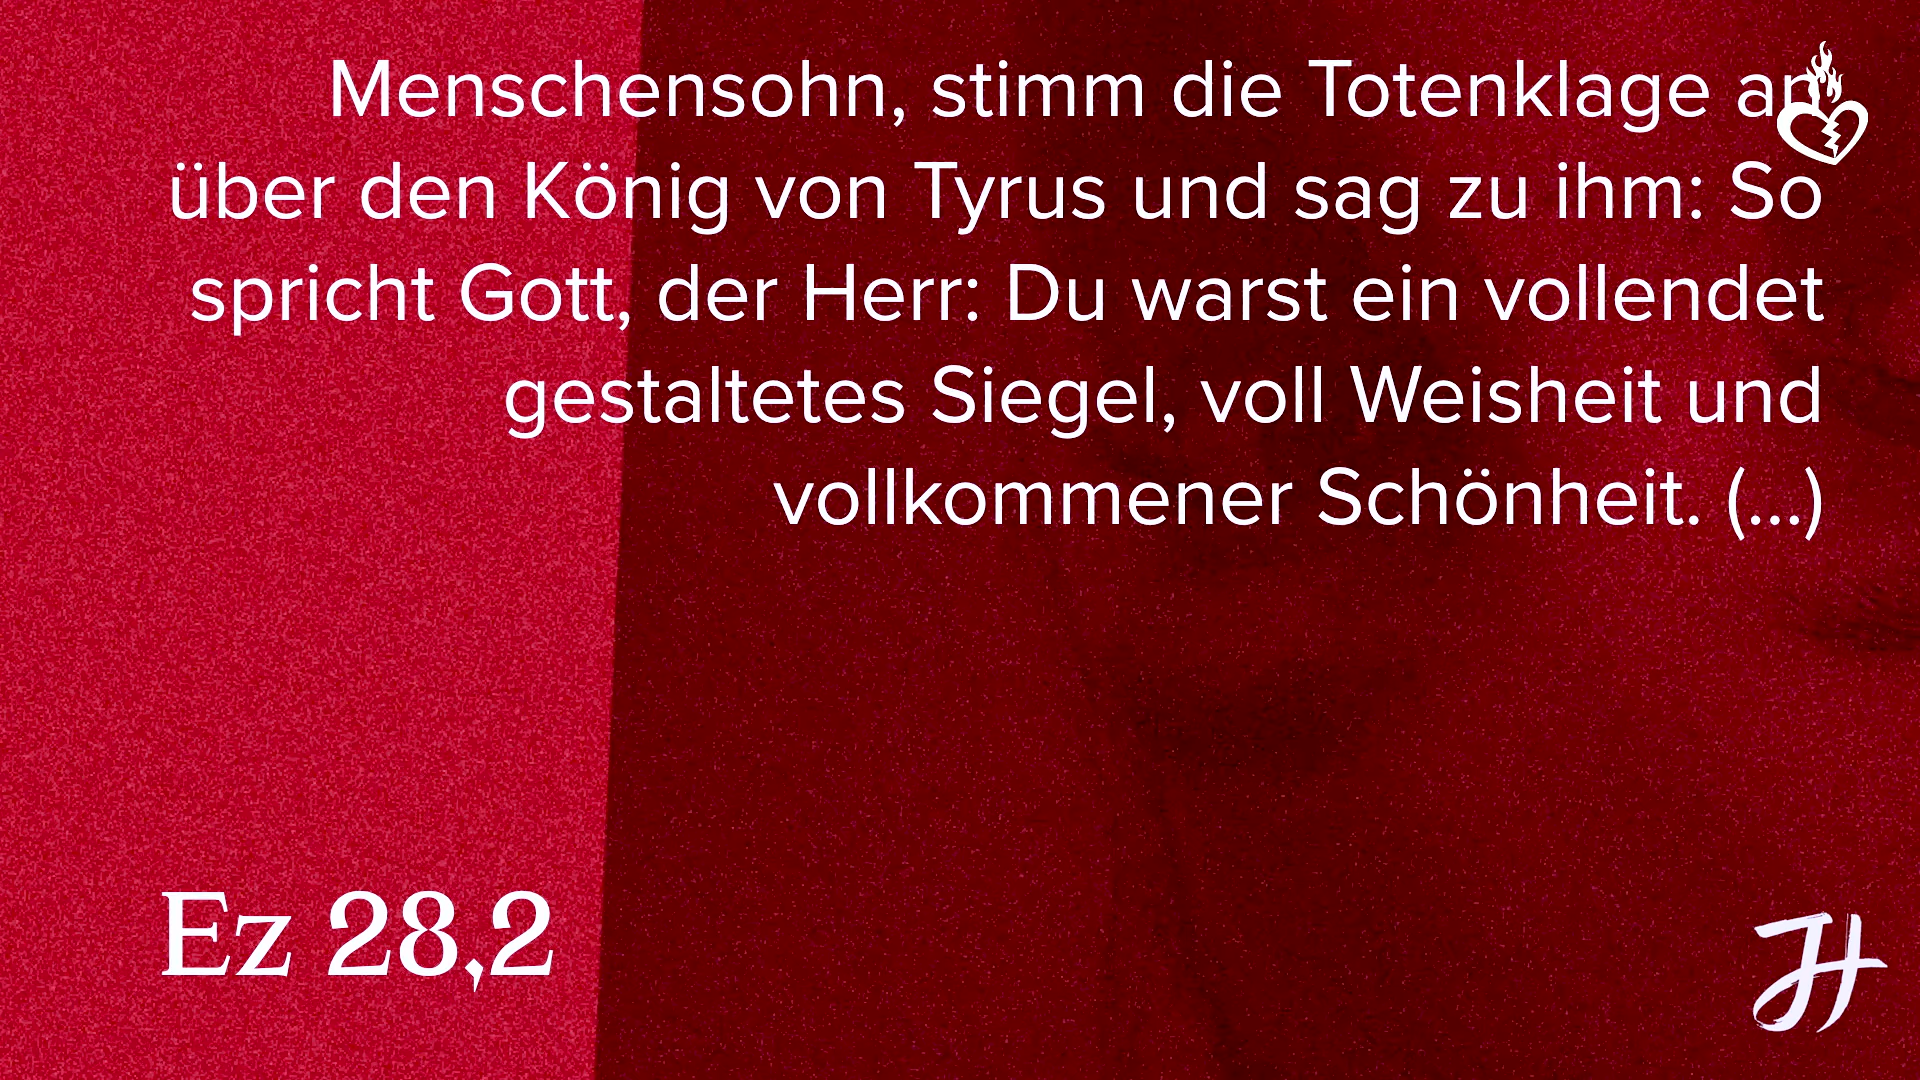 Menschensohn, stimm die Totenklage an
über den König von Tyrus und sag zu ihm: So
spricht Gott, der Herr: Du warst ein vollendet
gestaltetes Siegel, voll Weisheit und
vollkommener Schönheit. (...)
Ez 28,2
JH